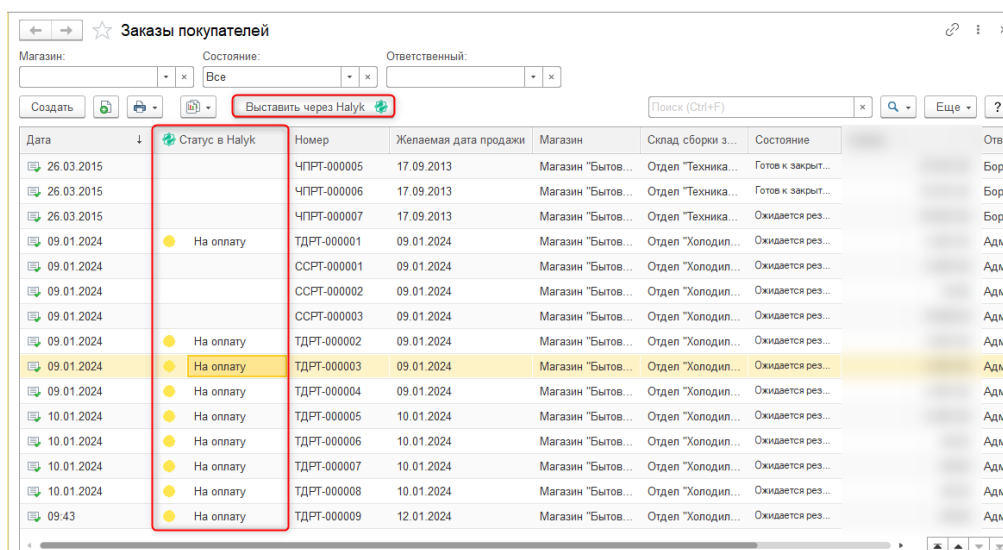 Заказы покупателей
Магазин: Состояние: Ответственный:
Все
Создать Выставить через Halyk Поиск (Ctrl+F) Еще ?
Дата Статус в Halyk Номер Желаемая дата продажи Магазин Склад сборки з... Состояние Отв
26.03.2015 ЧПРТ-000005 17.09.2013 Магазин "Бытов... Отдел "Техника... Готов к закрыт... Бор
26.03.2015 ЧПРТ-000006 17.09.2013 Магазин "Бытов... Отдел "Техника... Готов к закрыт... Бор
26.03.2015 ЧПРТ-000007 17.09.2013 Магазин "Бытов... Отдел "Техника... Ожидается рез... Бор
09.01.2024 На оплату ТДРТ-000001 09.01.2024 Магазин "Бытов... Отдел "Холодил... Ожидается рез... Адм
09.01.2024 ССРТ-000001 09.01.2024 Магазин "Бытов... Отдел "Холодил... Ожидается рез... Адм
09.01.2024 ССРТ-000002 09.01.2024 Магазин "Бытов... Отдел "Холодил... Ожидается рез... Адм
09.01.2024 ССРТ-000003 09.01.2024 Магазин "Бытов... Отдел "Холодил... Ожидается рез... Адм
09.01.2024 На оплату ТДРТ-000002 09.01.2024 Магазин "Бытов... Отдел "Холодил... Ожидается рез... Адм
09.01.2024 На оплату ТДРТ-000003 09.01.2024 Магазин "Бытов... Отдел "Холодил... Ожидается рез... Адм
09.01.2024 На оплату ТДРТ-000004 09.01.2024 Магазин "Бытов... Отдел "Холодил... Ожидается рез... Адм
10.01.2024 На оплату ТДРТ-000005 10.01.2024 Магазин "Бытов... Отдел "Холодил... Ожидается рез... Адм
10.01.2024 На оплату ТДРТ-000006 10.01.2024 Магазин "Бытов... Отдел "Холодил... Ожидается рез... Адм
10.01.2024 На оплату ТДРТ-000007 10.01.2024 Магазин "Бытов... Отдел "Холодил... Ожидается рез... Адм
10.01.2024 На оплату ТДРТ-000008 10.01.2024 Магазин "Бытов... Отдел "Холодил... Ожидается рез... Адм
09:43 На оплату ТДРТ-000009 12.01.2024 Магазин "Бытов... Отдел "Холодил... Ожидается рез... Адм